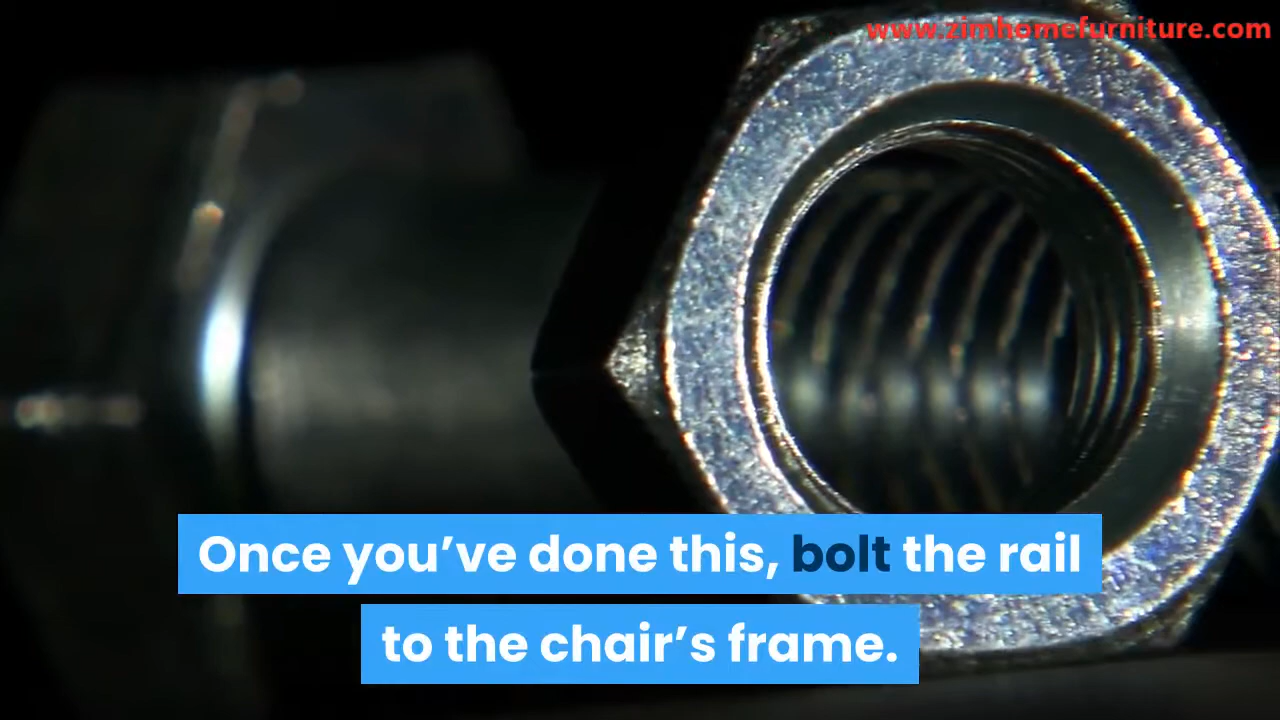 www.zimhomefurniture.com
Once you’ve done this, bolt the rail
to the chair’s frame.